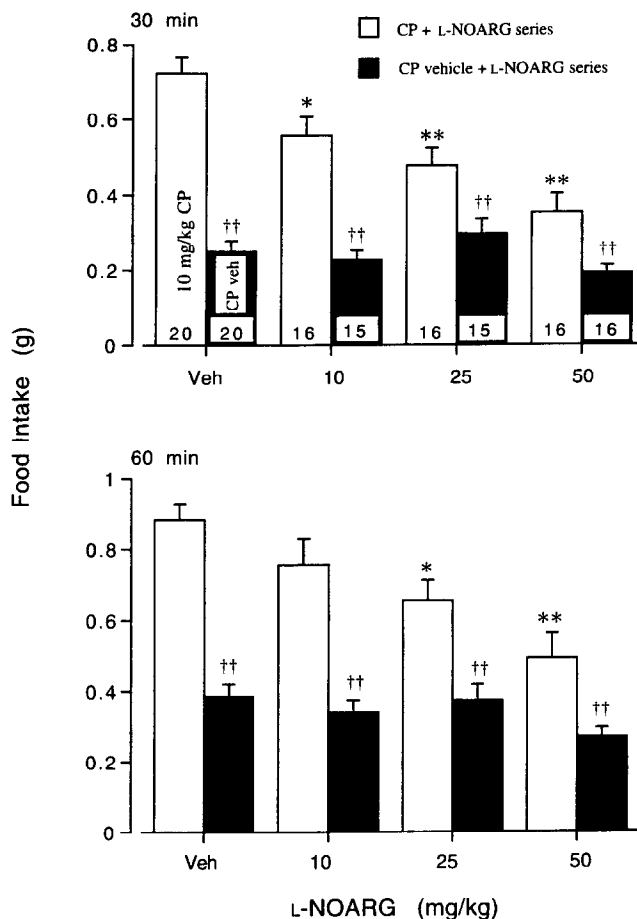 30 min
CP + L-NOARG series
CP vehicle + L-NOARG series
0.8
0.6
0.4
0.2
0
*
**
**
††
††
††
††
10 mg/kg CP
CP veh
20 20 16 15 16 15 16 16
Veh 10 25 50
Food Intake (g)
60 min
1
0.8
0.6
0.4
0.2
0
*
**
††
††
††
††
Veh 10 25 50
L-NOARG (mg/kg)